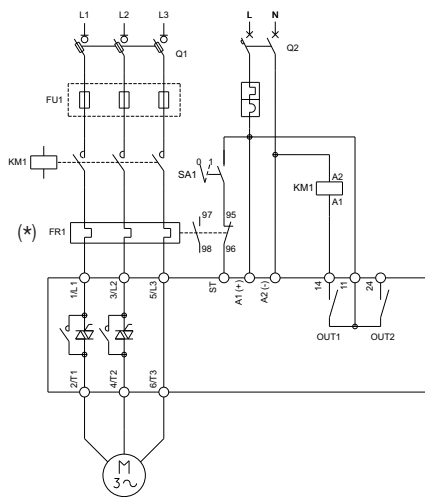 L1 L2 L3 L N
Q1 Q2
FU1
0 1
SA1
KM1
A2
KM1
A1
97 95
(*) FR1
98 96
1/L1 3/L2 5/L3 ST A1 (+) A2 (-) 14 11 24
OUT1 OUT2
2/T1 4/T2 6/T3
M
3~